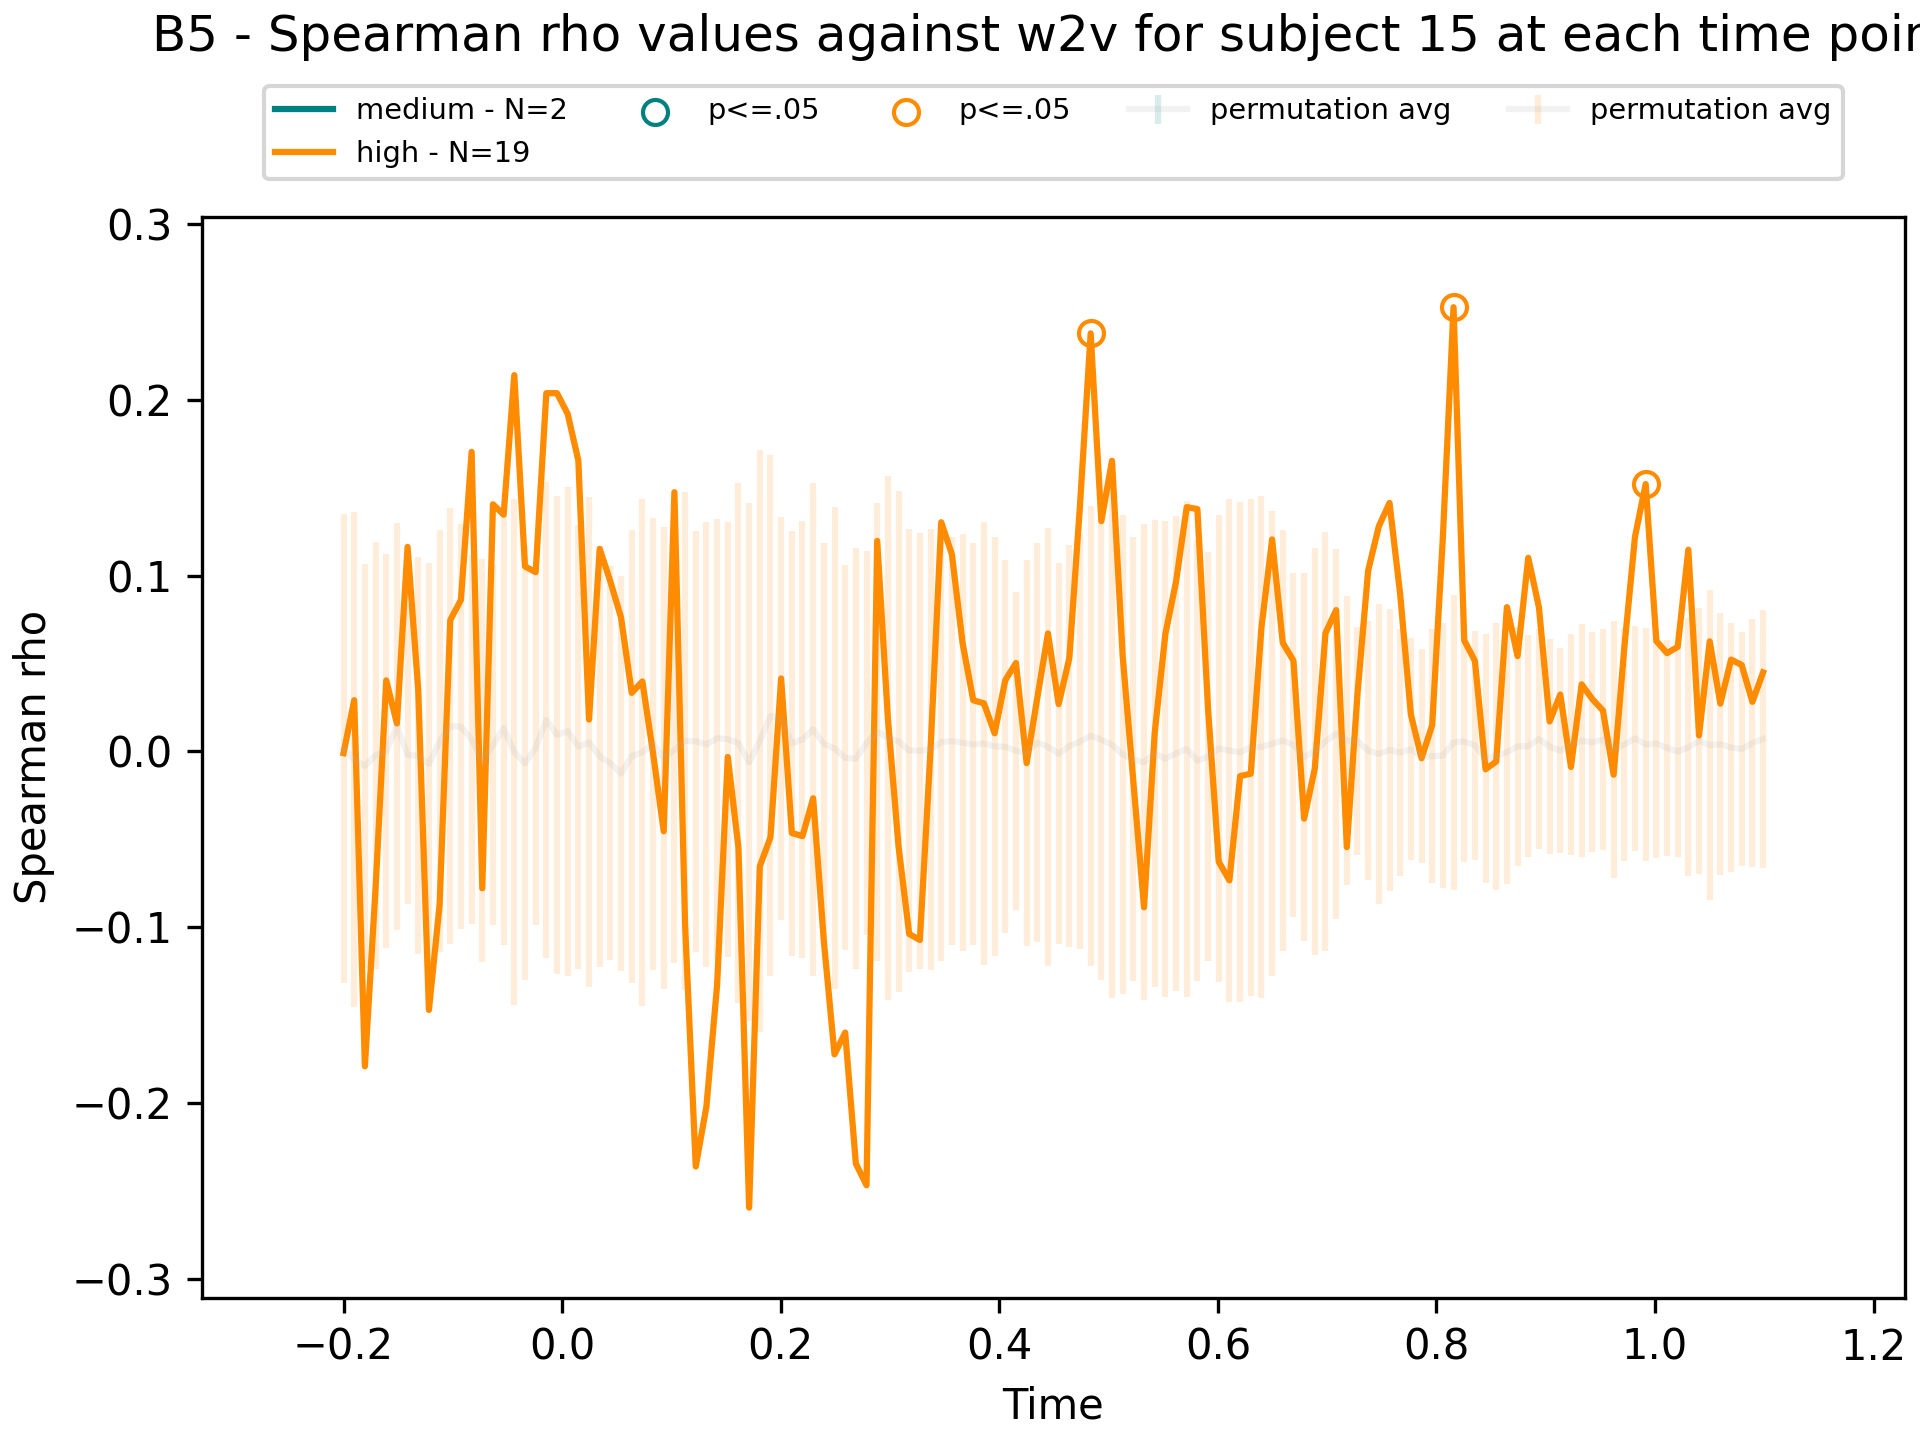 B5 - Spearman rho values against w2v for subject 15 at each time poin
medium - N=2
high - N=19
p<=.05
p<=.05
permutation avg
permutation avg
0.3
0.2
0.1
0.0
−0.1
−0.2
−0.3
Spearman rho
−0.2 0.0 0.2 0.4 0.6 0.8 1.0 1.2
Time